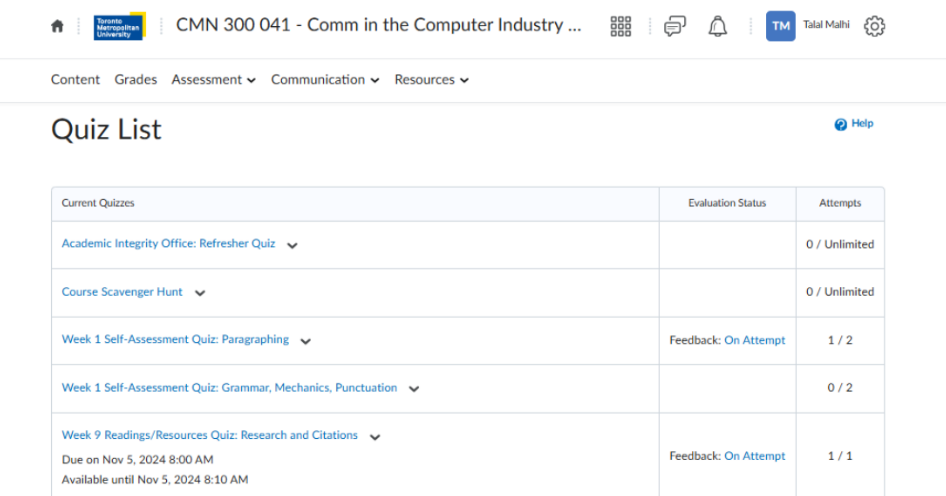 Toronto
Metropolitan
University
CMN 300 041 - Comm in the Computer Industry ...
TM
Talal Malhi
Content Grades Assessment Communication Resources
Quiz List
Help
Current Quizzes Evaluation Status Attempts
Academic Integrity Office: Refresher Quiz 0 / Unlimited
Course Scavenger Hunt 0 / Unlimited
Week 1 Self-Assessment Quiz: Paragraphing Feedback: On Attempt 1 / 2
Week 1 Self-Assessment Quiz: Grammar, Mechanics, Punctuation 0 / 2
Week 9 Readings/Resources Quiz: Research and Citations
Due on Nov 5, 2024 8:00 AM
Feedback: On Attempt 1 / 1
Available until Nov 5, 2024 8:10 AM